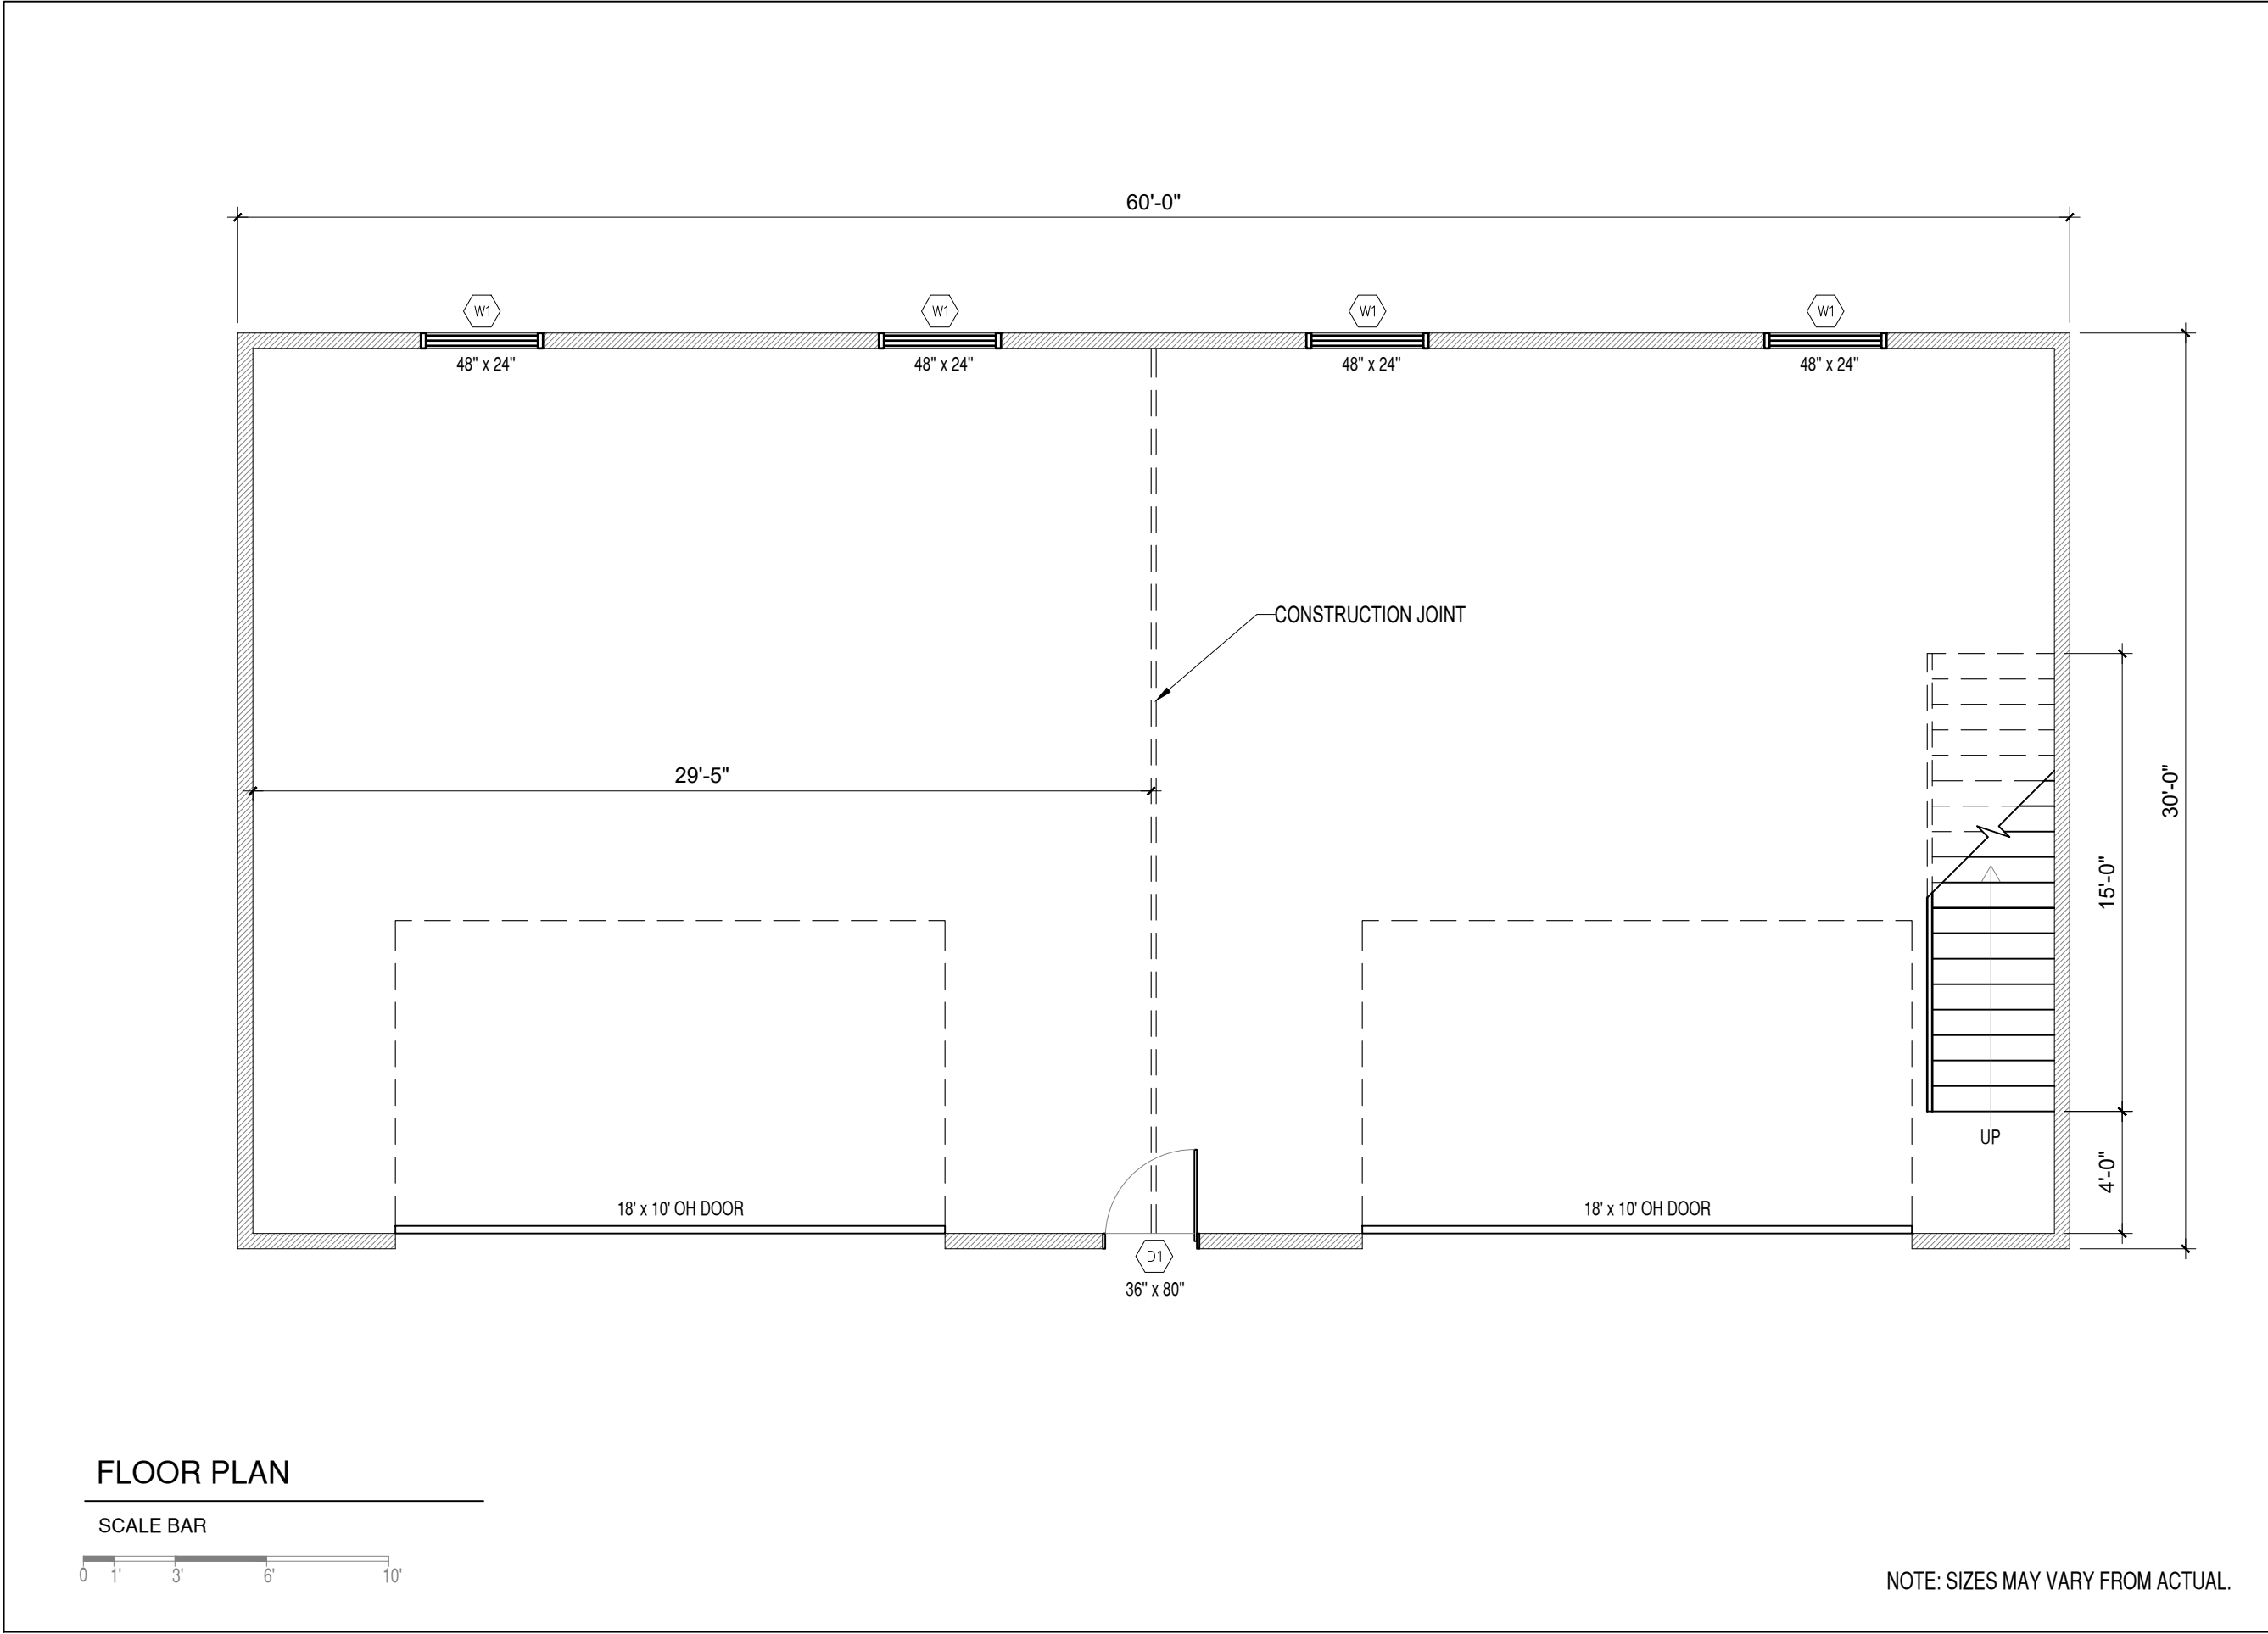 60'-0"
W1
W1
W1
W1
48" x 24"
48" x 24"
48" x 24"
48" x 24"
CONSTRUCTION JOINT
29'-5"
30'-0"
15'-0"
UP
4'-0"
18' x 10' OH DOOR
18' x 10' OH DOOR
D1
36" x 80"
FLOOR PLAN
SCALE BAR
0 1' 3' 6' 10'
NOTE: SIZES MAY VARY FROM ACTUAL.